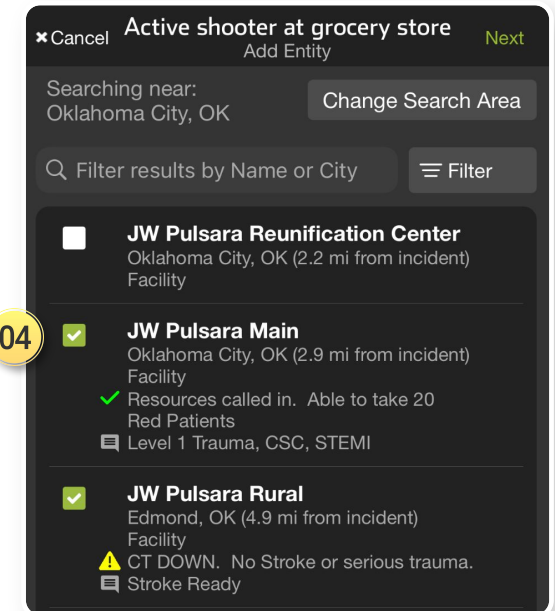 Active shooter at grocery store
× Cancel
Add Entity
Next
Searching near:
Oklahoma City, OK
Change Search Area
Filter results by Name or City
Filter
JW Pulsara Reunification Center
Oklahoma City, OK (2.2 mi from incident)
Facility
04
JW Pulsara Main
Oklahoma City, OK (2.9 mi from incident)
Facility
Resources called in.  Able to take 20
Red Patients
Level 1 Trauma, CSC, STEMI
JW Pulsara Rural
Edmond, OK (4.9 mi from incident)
Facility
CT DOWN.  No Stroke or serious trauma.
Stroke Ready